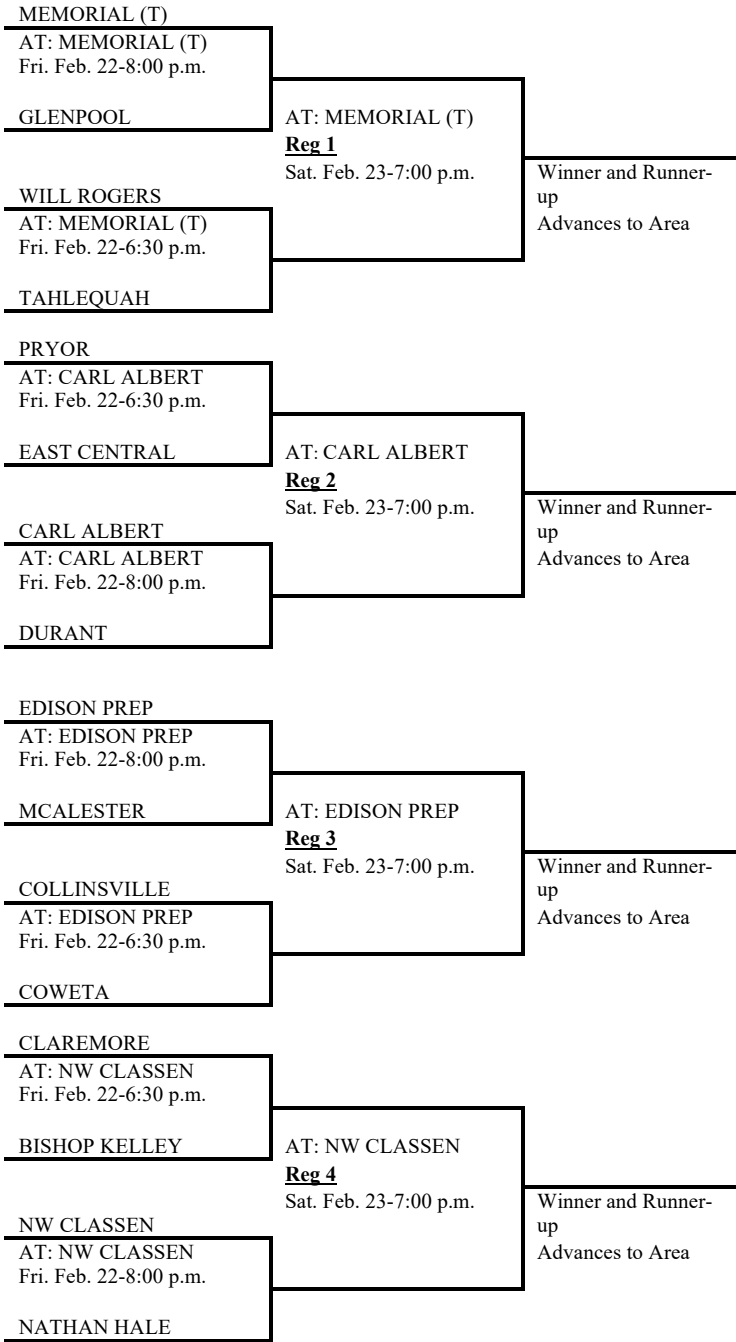 MEMORIAL (T)
AT: MEMORIAL (T)
Fri. Feb. 22-8:00 p.m.
GLENPOOL
AT: MEMORIAL (T)
Reg 1
Sat. Feb. 23-7:00 p.m.
Winner and Runner-
up
Advances to Area
WILL ROGERS
AT: MEMORIAL (T)
Fri. Feb. 22-6:30 p.m.
TAHLEQUAH
PRYOR
AT: CARL ALBERT
Fri. Feb. 22-6:30 p.m.
EAST CENTRAL
AT: CARL ALBERT
Reg 2
Sat. Feb. 23-7:00 p.m.
Winner and Runner-
up
Advances to Area
CARL ALBERT
AT: CARL ALBERT
Fri. Feb. 22-8:00 p.m.
DURANT
EDISON PREP
AT: EDISON PREP
Fri. Feb. 22-8:00 p.m.
MCALESTER
AT: EDISON PREP
Reg 3
Sat. Feb. 23-7:00 p.m.
Winner and Runner-
up
Advances to Area
COLLINSVILLE
AT: EDISON PREP
Fri. Feb. 22-6:30 p.m.
COWETA
CLAREMORE
AT: NW CLASSEN
Fri. Feb. 22-6:30 p.m.
BISHOP KELLEY
AT: NW CLASSEN
Reg 4
Sat. Feb. 23-7:00 p.m.
Winner and Runner-
up
Advances to Area
NW CLASSEN
AT: NW CLASSEN
Fri. Feb. 22-8:00 p.m.
NATHAN HALE